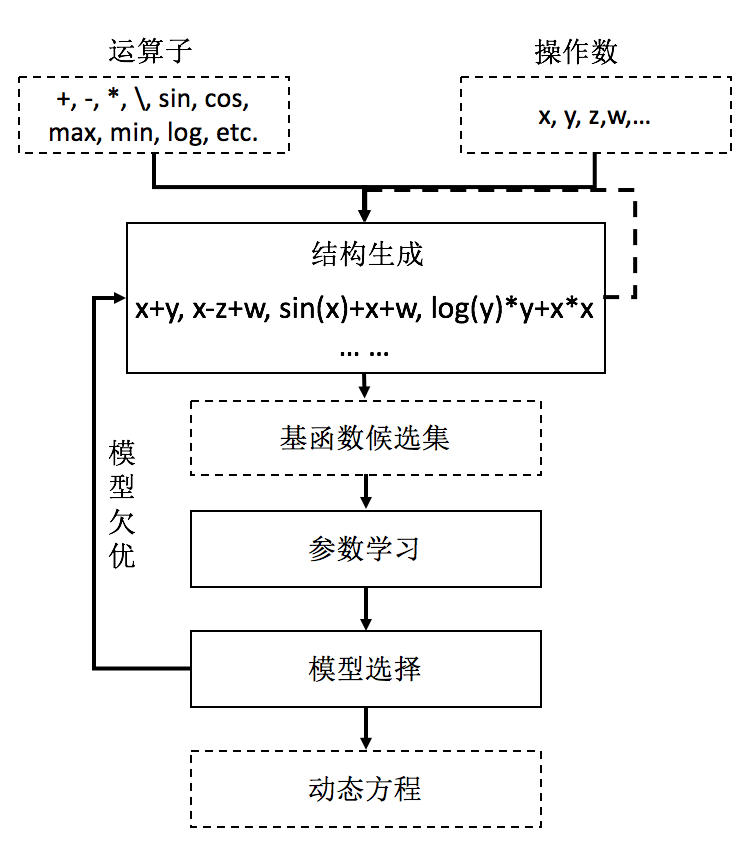 运算子
操作数
+, -, *, \, sin, cos,
max, min, log, etc.
x, y, z,w,...
结构生成
x+y, x-z+w, sin(x)+x+w, log(y)*y+x*x
... ...
基函数候选集
模型欠优
参数学习
模型选择
动态方程